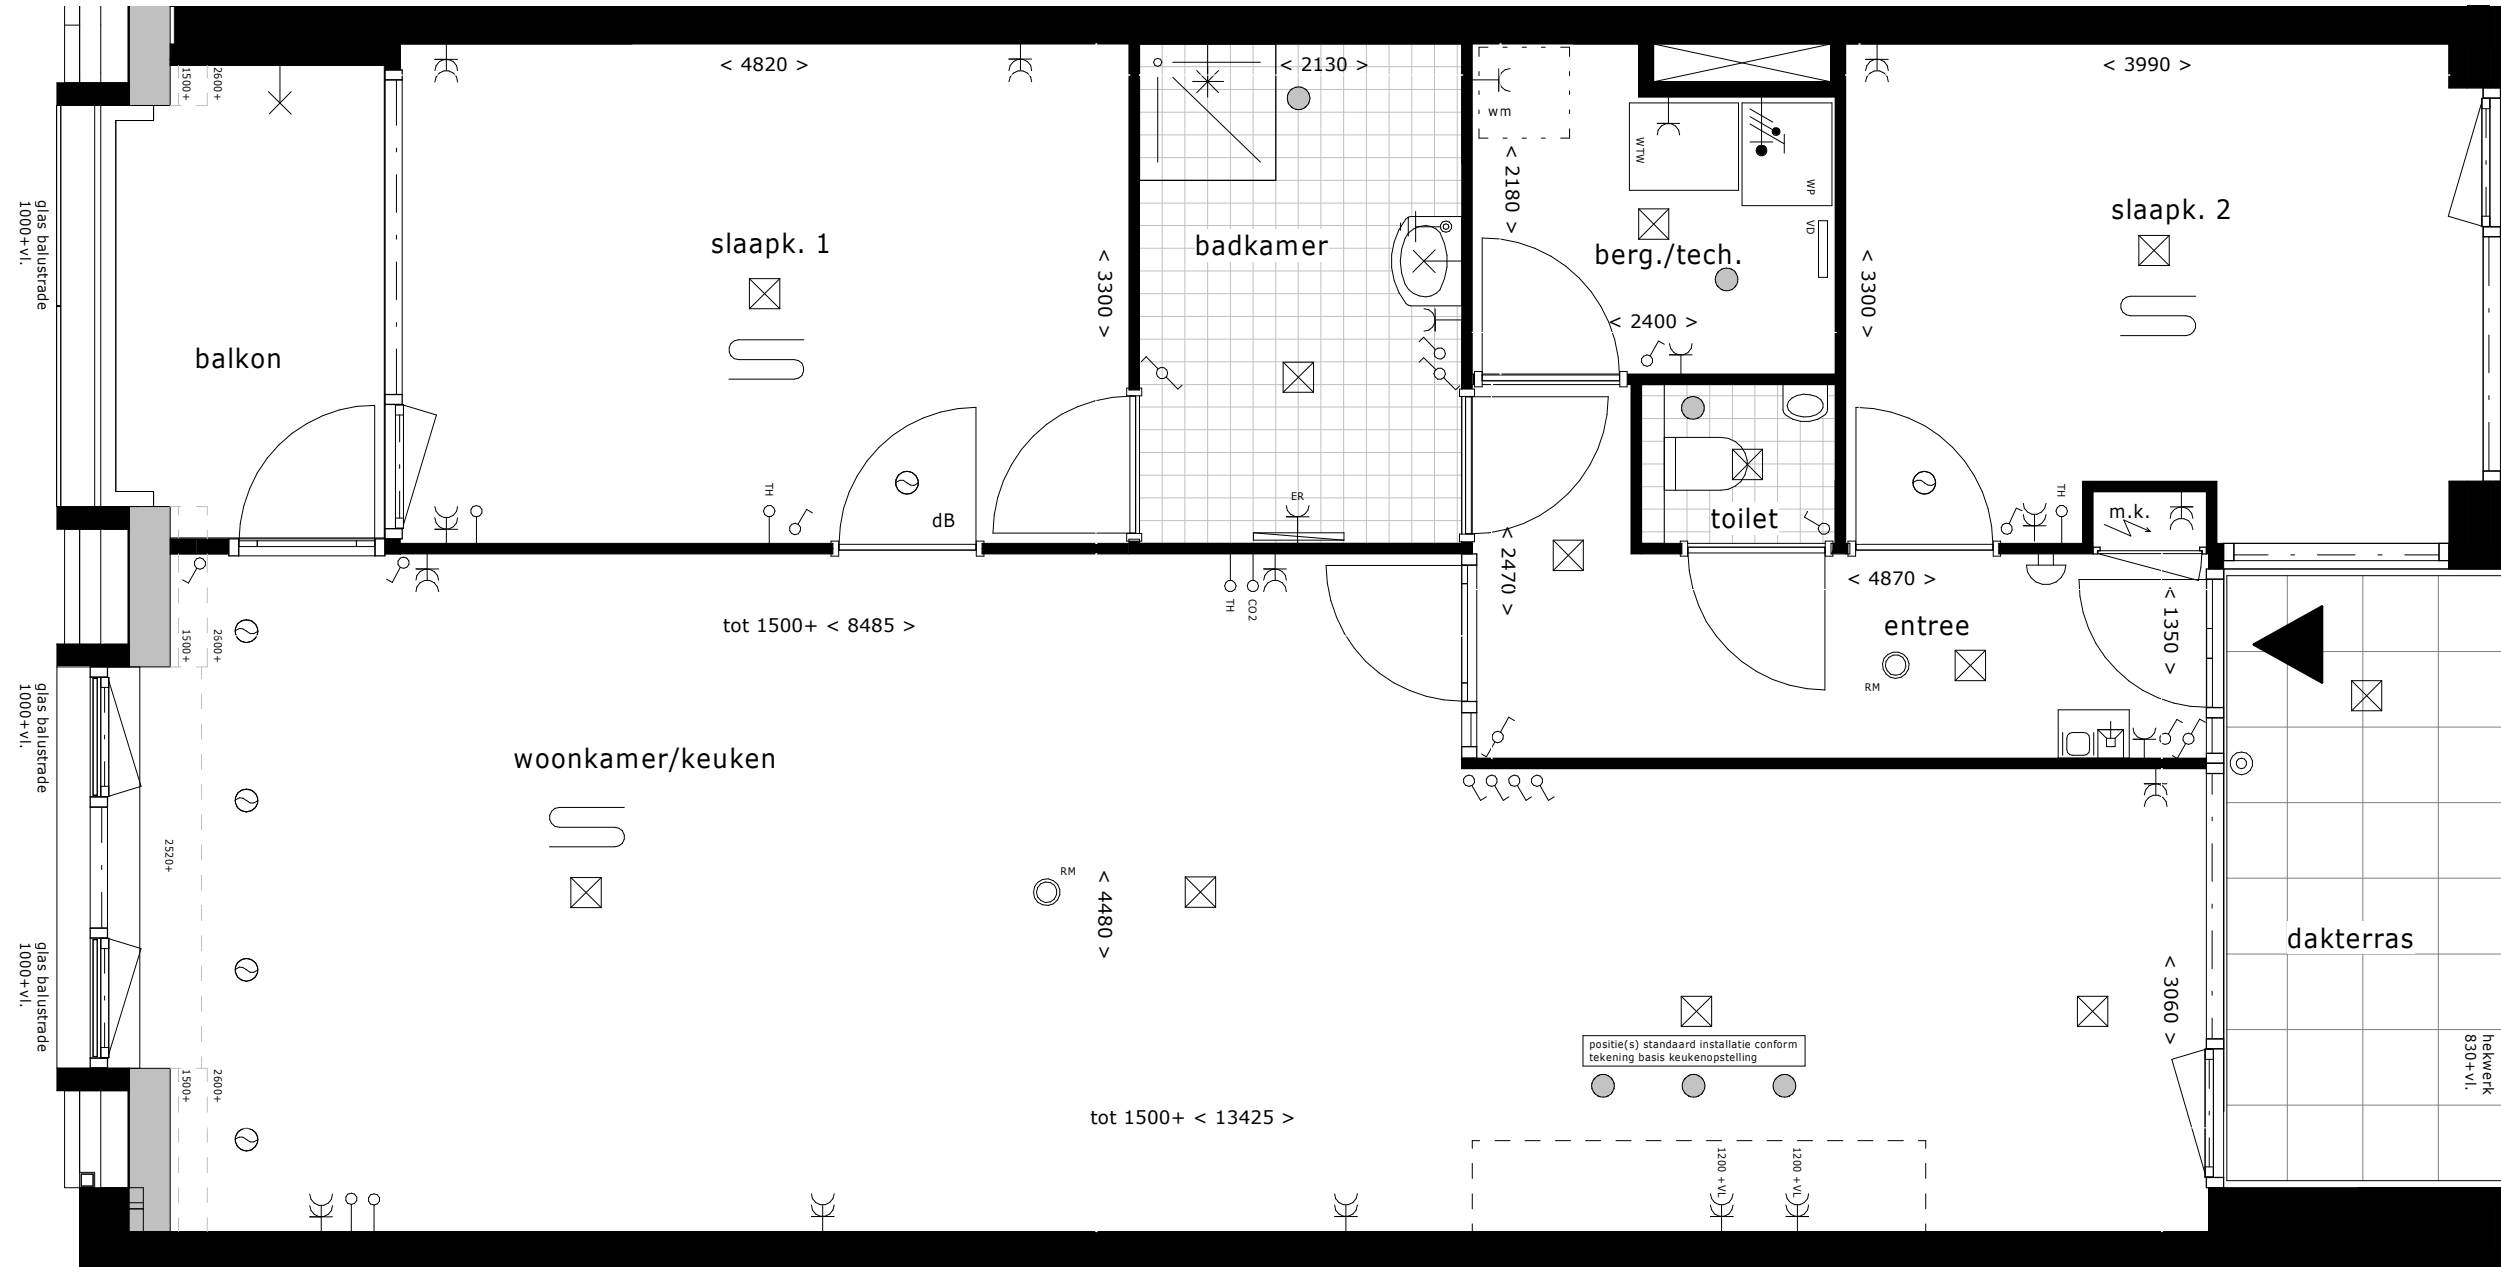 < 4820 >
< 2130 >
< 3990 >
1500+
2600+
wm
WTW
WP
VD
< 2180 >
glas balustrade
1000+vl.
slaapk. 1
badkamer
berg./tech.
slaapk. 2
< 3300 >
< 3300 >
< 2400 >
balkon
TH
dB
ER
toilet
TH
m.k.
< 2470 >
< 4870 >
< 1350 >
TH
CO2
tot 1500+ < 8485 >
entree
1500+
2600+
RM
glas balustrade
1000+vl.
woonkamer/keuken
2520+
RM
< 4480 >
dakterras
glas balustrade
1000+vl.
< 3060 >
positie(s) standaard installatie conform
tekening basis keukenopstelling
hekwerk
830+vl.
1500+
2600+
tot 1500+ < 13425 >
1200 +VL
1200 +VL